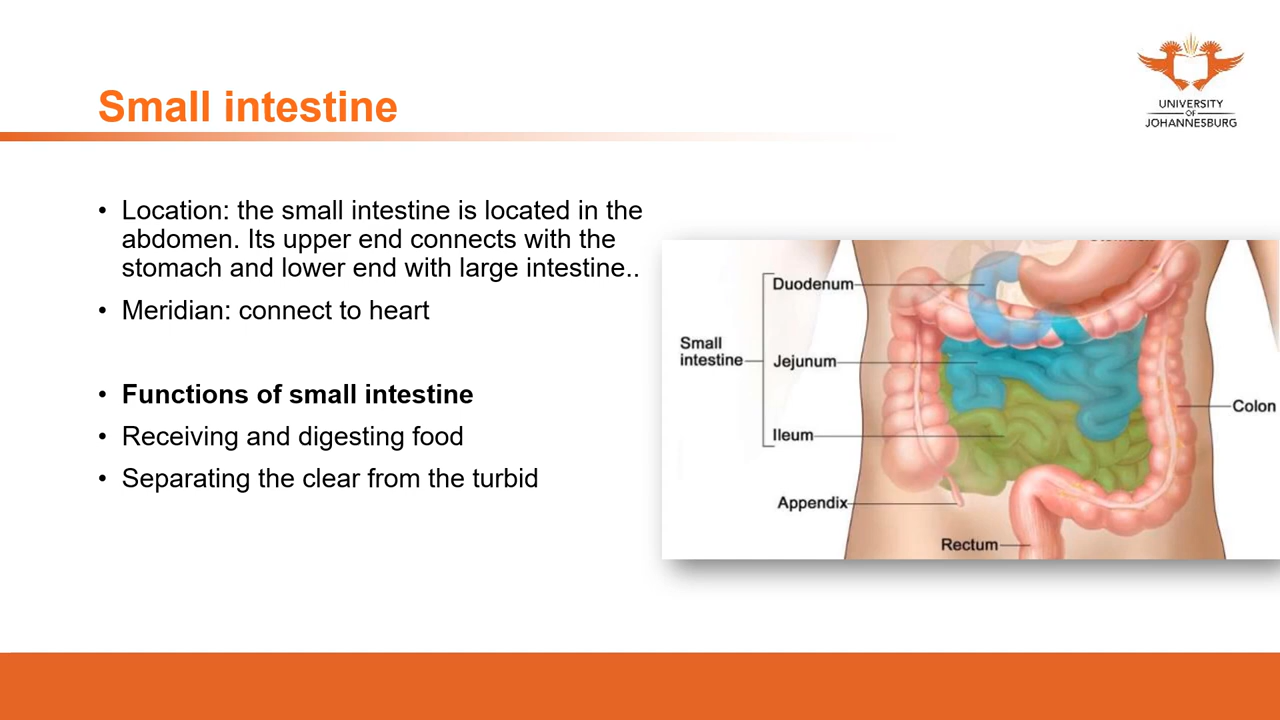 Small intestine
UNIVERSITY
OF
JOHANNESBURG
• Location: the small intestine is located in the
abdomen. Its upper end connects with the
stomach and lower end with large intestine..
• Meridian: connect to heart
• Functions of small intestine
• Receiving and digesting food
• Separating the clear from the turbid
Duodenum
Small
intestine
Jejunum
Colon
Ileum
Appendix
Rectum